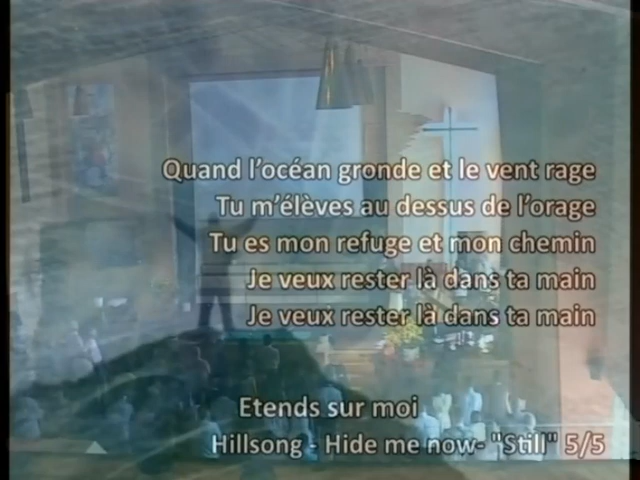 Quand l'océan gronde et le vent rage
Tu m'élèves au dessus de l'orage
Tu es mon refuge et mon chemin
Je veux rester là dans ta main
Je veux rester là dans ta main
Etends sur moi
Hillsong - Hide me now- "Still" 5/5